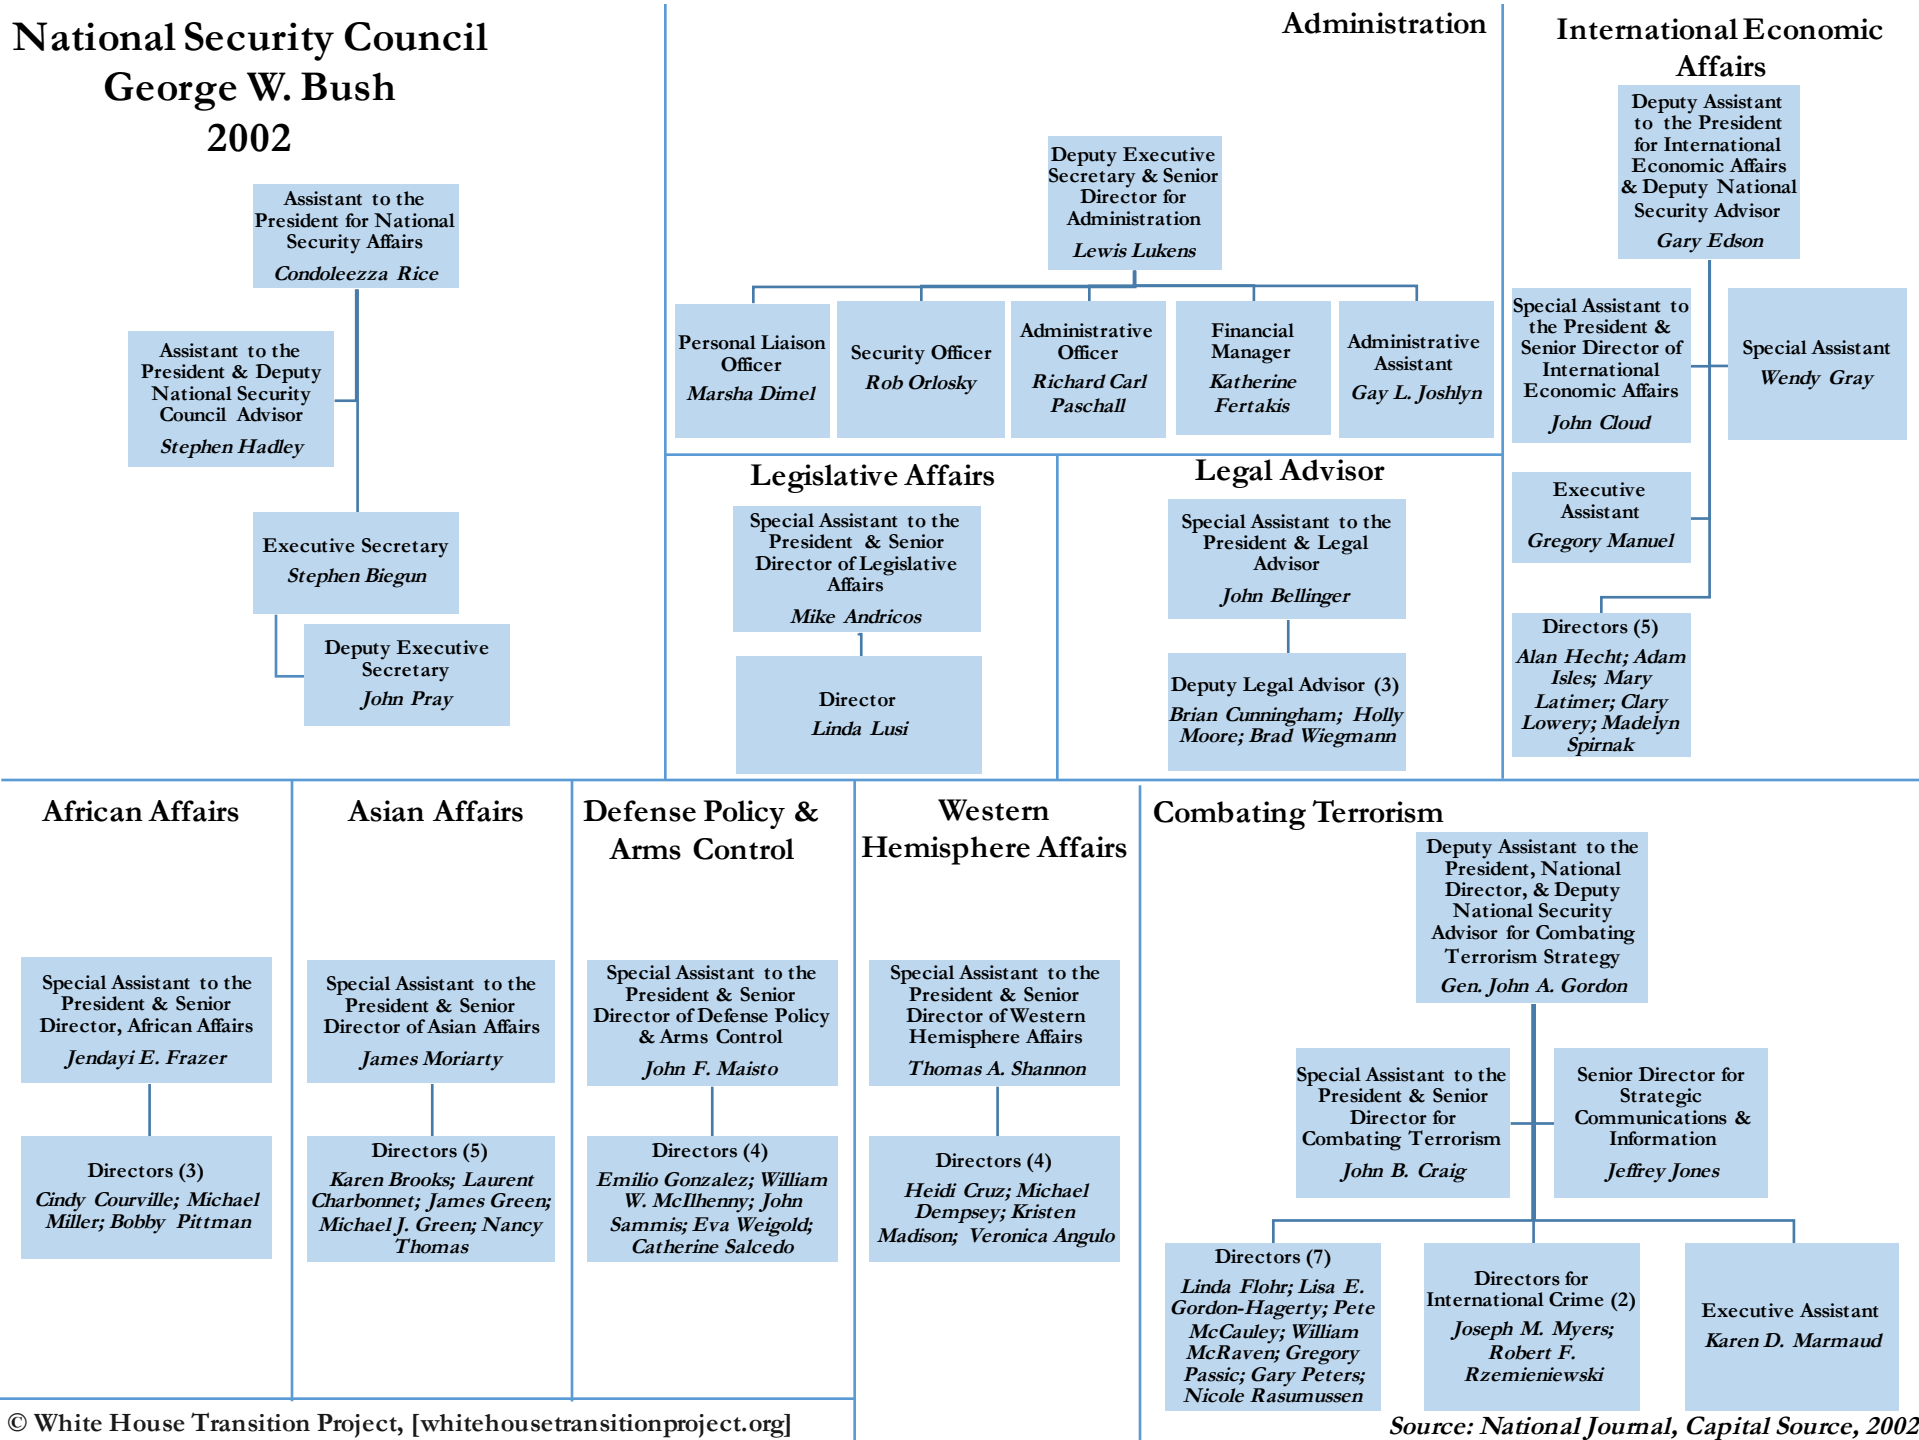 National Security Council
George W. Bush
2002
Assistant to the
President for National
Security Affairs
Condoleezza Rice
Assistant to the
President & Deputy
National Security
Council Advisor
Stephen Hadley
Executive Secretary
Stephen Biegun
Deputy Executive
Secretary
John Pray
Administration
Deputy Executive
Secretary & Senior
Director for
Administration
Lewis Lukens
Personal Liaison
Officer
Marsha Dimel
Security Officer
Rob Orlosky
Administrative
Officer
Richard Carl
Paschall
Financial
Manager
Katherine
Fertakis
Administrative
Assistant
Gay L. Joshlyn
Legislative Affairs
Special Assistant to the
President & Senior
Director of Legislative
Affairs
Mike Andricos
Director
Linda Lusi
Legal Advisor
Special Assistant to the
President & Legal
Advisor
John Bellinger
Deputy Legal Advisor (3)
Brian Cunningham; Holly
Moore; Brad Wiegmann
International Economic
Affairs
Deputy Assistant
to the President
for International
Economic Affairs
& Deputy National
Security Advisor
Gary Edson
Special Assistant to
the President &
Senior Director of
International
Economic Affairs
John Cloud
Special Assistant
Wendy Gray
Executive
Assistant
Gregory Manuel
Directors (5)
Alan Hecht; Adam
Isles; Mary
Latimer; Clary
Lowery; Madelyn
Spirnak
African Affairs
Special Assistant to the
President & Senior
Director, African Affairs
Jendayi E. Frazer
Directors (3)
Cindy Courville; Michael
Miller; Bobby Pittman
Asian Affairs
Special Assistant to the
President & Senior
Director of Asian Affairs
James Moriarty
Directors (5)
Karen Brooks; Laurent
Charbonnet; James Green;
Michael J. Green; Nancy
Thomas
Defense Policy &
Arms Control
Special Assistant to the
President & Senior
Director of Defense Policy
& Arms Control
John F. Maisto
Directors (4)
Emilio Gonzalez; William
W. McIlhenny; John
Sammis; Eva Weigold;
Catherine Salcedo
Western
Hemisphere Affairs
Special Assistant to the
President & Senior
Director of Western
Hemisphere Affairs
Thomas A. Shannon
Directors (4)
Heidi Cruz; Michael
Dempsey; Kristen
Madison; Veronica Angulo
Combating Terrorism
Deputy Assistant to the
President, National
Director, & Deputy
National Security
Advisor for Combating
Terrorism Strategy
Gen. John A. Gordon
Special Assistant to the
President & Senior
Director for
Combating Terrorism
John B. Craig
Senior Director for
Strategic
Communications &
Information
Jeffrey Jones
Directors (7)
Linda Flohr; Lisa E.
Gordon-Hagerty; Pete
McCauley; William
McRaven; Gregory
Passic; Gary Peters;
Nicole Rasumussen
Directors for
International Crime (2)
Joseph M. Myers;
Robert F.
Rzemieniewski
Executive Assistant
Karen D. Marmaud
© White House Transition Project, [whitehousetransitionproject.org]
Source: National Journal, Capital Source, 2002